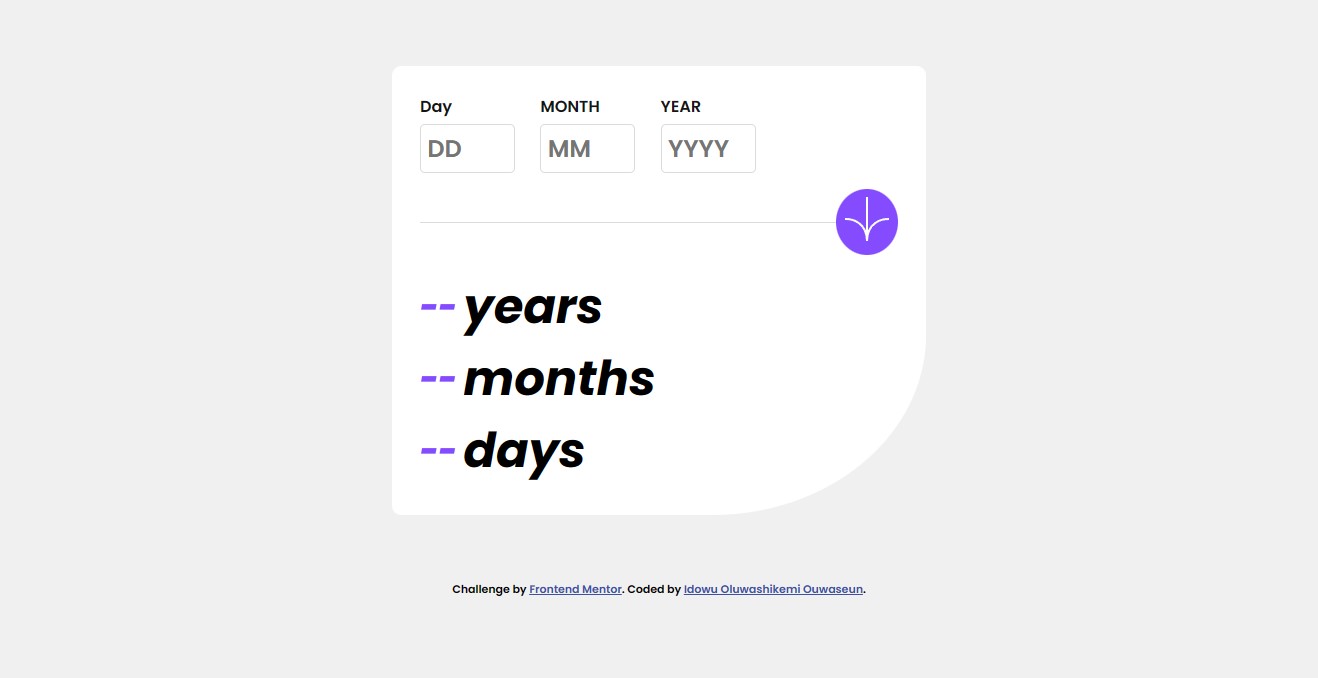 Day MONTH YEAR
DD MM YYYY
-- years
-- months
-- days
Challenge by Frontend Mentor. Coded by Idowu Oluwashikemi Ouwaseun.